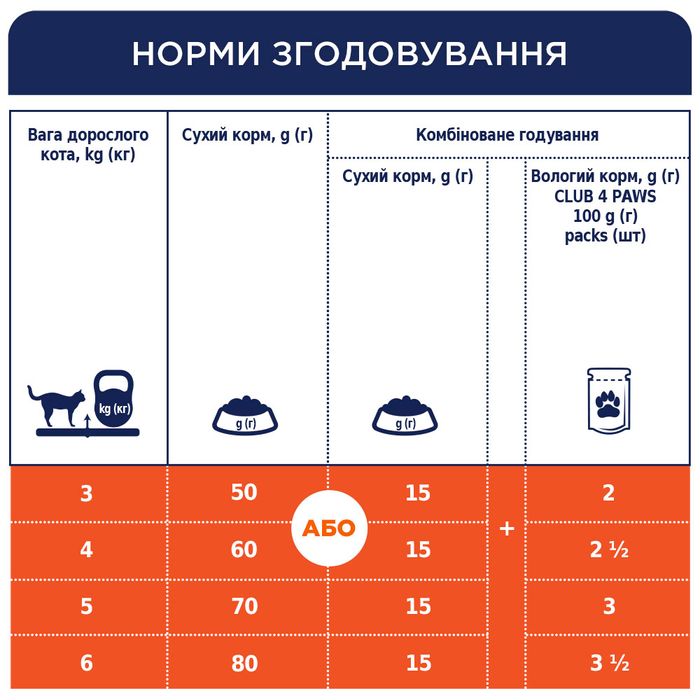 НОРМИ ЗГОДОВУВАННЯ
Вага дорослого
кота, kg (кг)
Сухий корм, g (г)
Комбіноване годування
Сухий корм, g (г)
Вологий корм, g (г)
CLUB 4 PAWS
100 g (г)
packs (шт)
kg (кг)
g (г)
g (г)
3 50 15 2
АБО
+
4 60 15 2 ½
5 70 15 3
6 80 15 3 ½